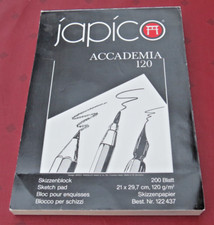 japico
ACCADEMIA
120
Skizzenblock
Sketch pad
Bloc pour esquisses
Blocco per schizzi
200 Blatt
21 x 29,7 cm, 120 g/m²
Skizzenpapier
Best. Nr. 122 437